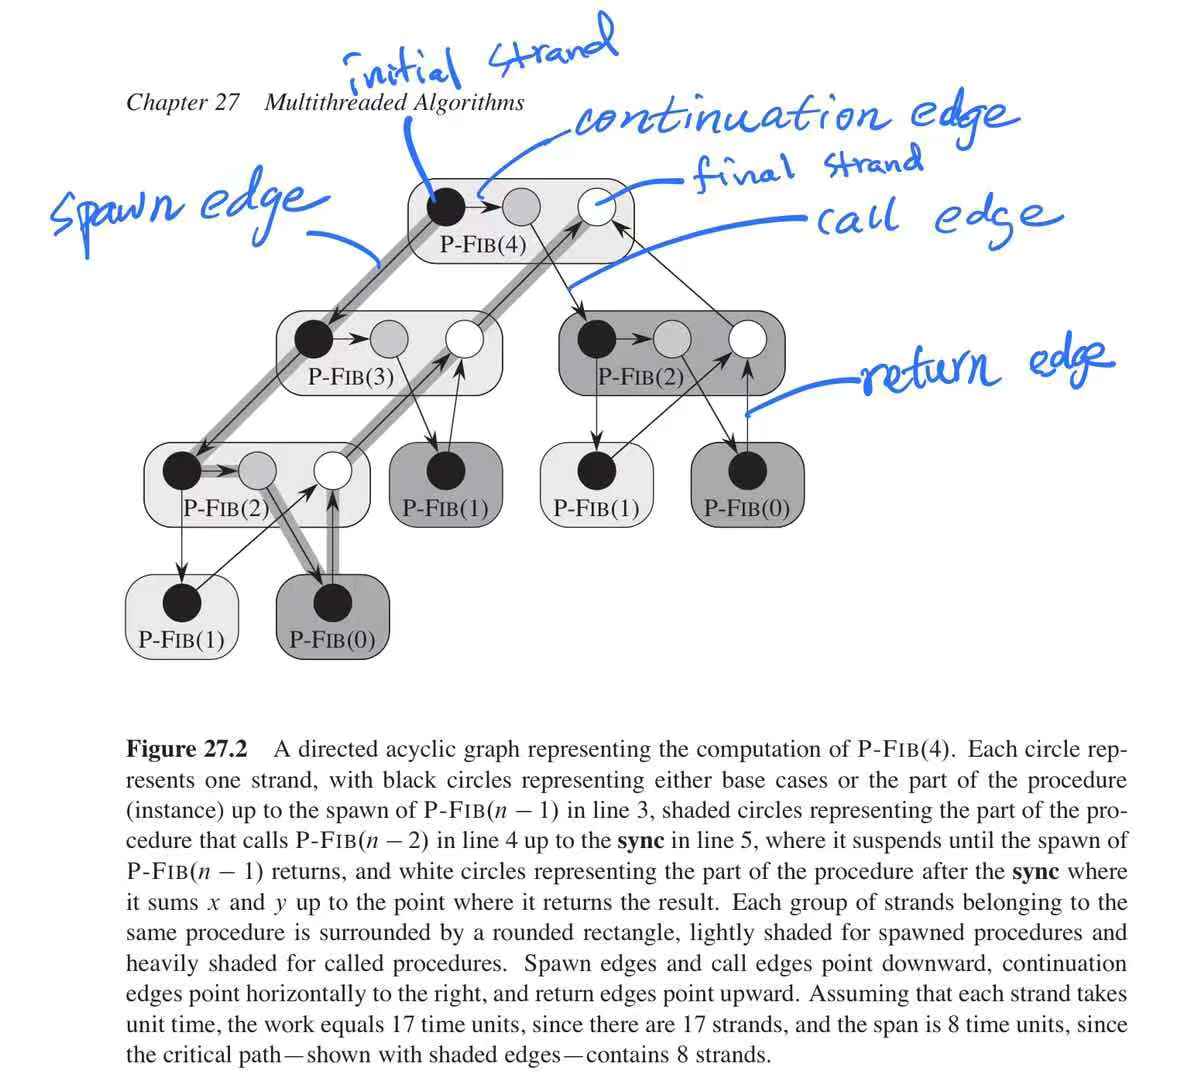 initial strand
Chapter 27 Multithreaded Algorithms
continuation edge
final strand
spawn edge
call edge
P-FIB(4)
return edge
P-FIB(3)
P-FIB(2)
P-FIB(2)
P-FIB(1)
P-FIB(1)
P-FIB(0)
P-FIB(1)
P-FIB(0)
Figure 27.2 A directed acyclic graph representing the computation of P-FIB(4). Each circle rep-
resents one strand, with black circles representing either base cases or the part of the procedure
(instance) up to the spawn of P-FIB(n − 1) in line 3, shaded circles representing the part of the pro-
cedure that calls P-FIB(n − 2) in line 4 up to the sync in line 5, where it suspends until the spawn of
P-FIB(n − 1) returns, and white circles representing the part of the procedure after the sync where
it sums x and y up to the point where it returns the result. Each group of strands belonging to the
same procedure is surrounded by a rounded rectangle, lightly shaded for spawned procedures and
heavily shaded for called procedures. Spawn edges and call edges point downward, continuation
edges point horizontally to the right, and return edges point upward. Assuming that each strand takes
unit time, the work equals 17 time units, since there are 17 strands, and the span is 8 time units, since
the critical path—shown with shaded edges—contains 8 strands.